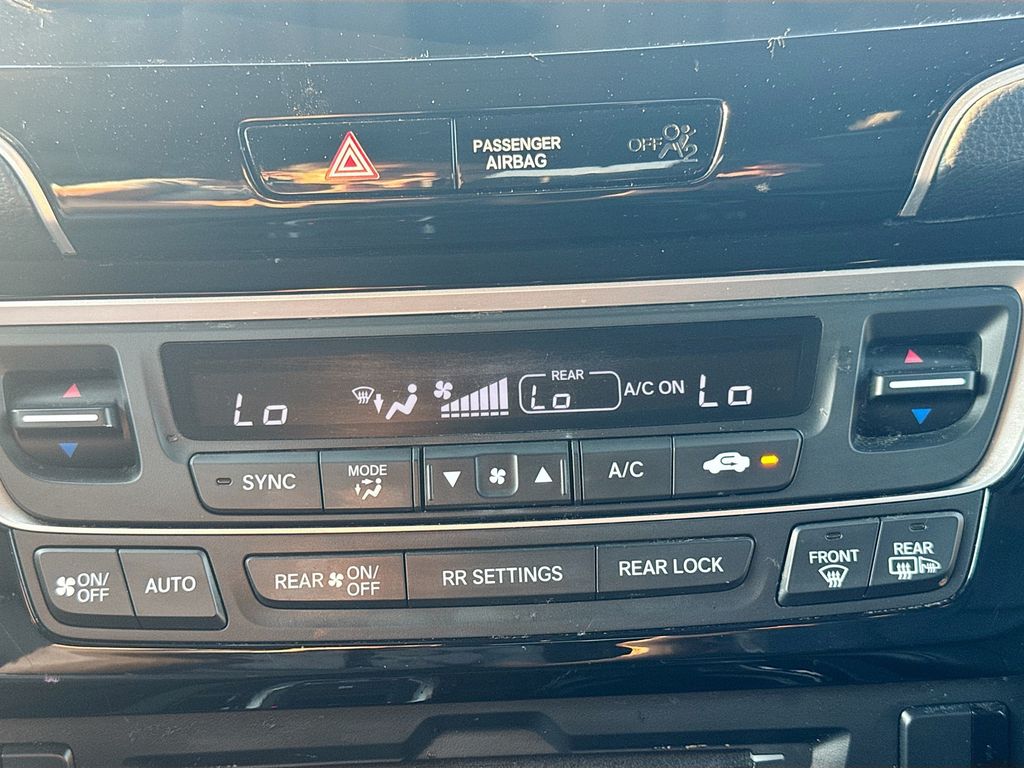 PASSENGER
AIRBAG
OFF
2
Lo
REAR
Lo
A/C ON
Lo
SYNC
MODE
A/C
ON/
OFF
AUTO
REAR ON/
OFF
RR SETTINGS
REAR LOCK
FRONT
REAR